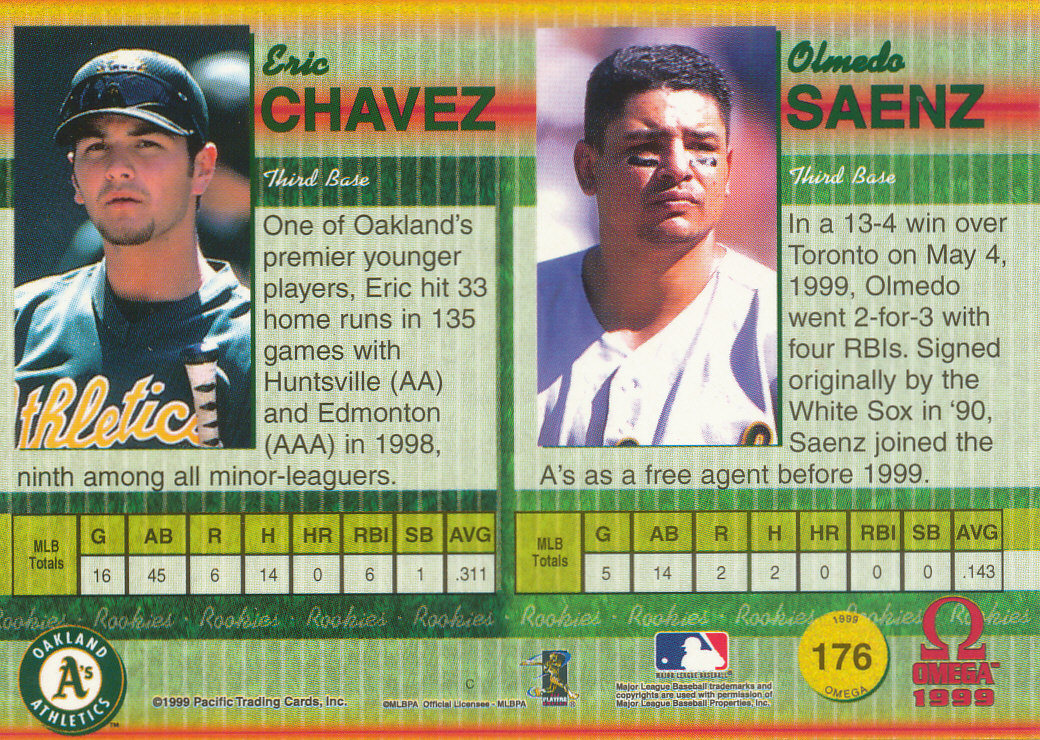 Eric
CHAVEZ
Third Base
One of Oakland's
premier younger
players, Eric hit 33
home runs in 135
games with
Huntsville (AA)
and Edmonton
(AAA) in 1998,
ninth among all minor-leaguers.
MLB Totals G AB R H HR RBI SB AVG
16 45 6 14 0 6 1 .311
Athletics
Olmedo
SAENZ
Third Base
In a 13-4 win over
Toronto on May 4,
1999, Olmedo
went 2-for-3 with
four RBIs. Signed
originally by the
White Sox in '90,
Saenz joined the
A's as a free agent before 1999.
MLB Totals G AB R H HR RBI SB AVG
5 14 2 2 0 0 0 .143
Rookies · Rookies · Rookies · Rookies · Rookies · Rookies · Rookies · Rookies · Rookies · Rookies
OAKLAND
A's
ATHLETICS
TM
©1999 Pacific Trading Cards, Inc.
C
©MLBPA Official Licensee - MLBPA
PLAYERS
MAJOR LEAGUE BASEBALL
Major League Baseball trademarks and
copyrights are used with permission of
Major League Baseball Properties, Inc.
1999
176
OMEGA
Ω
OMEGA
1999